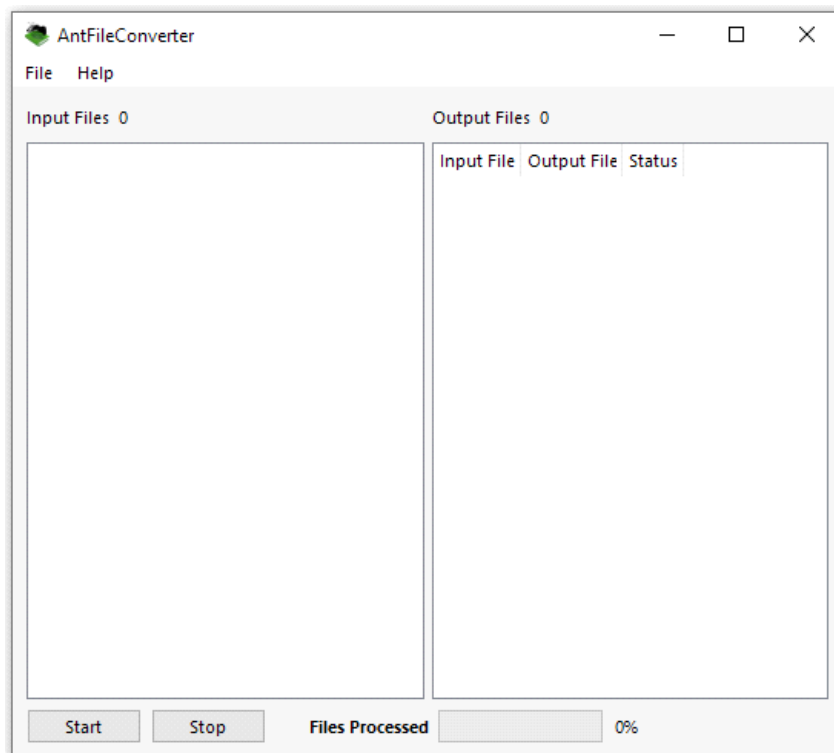 AntFileConverter
File Help
Input Files 0 Output Files 0
Input File Output File Status
Start Stop Files Processed 0%